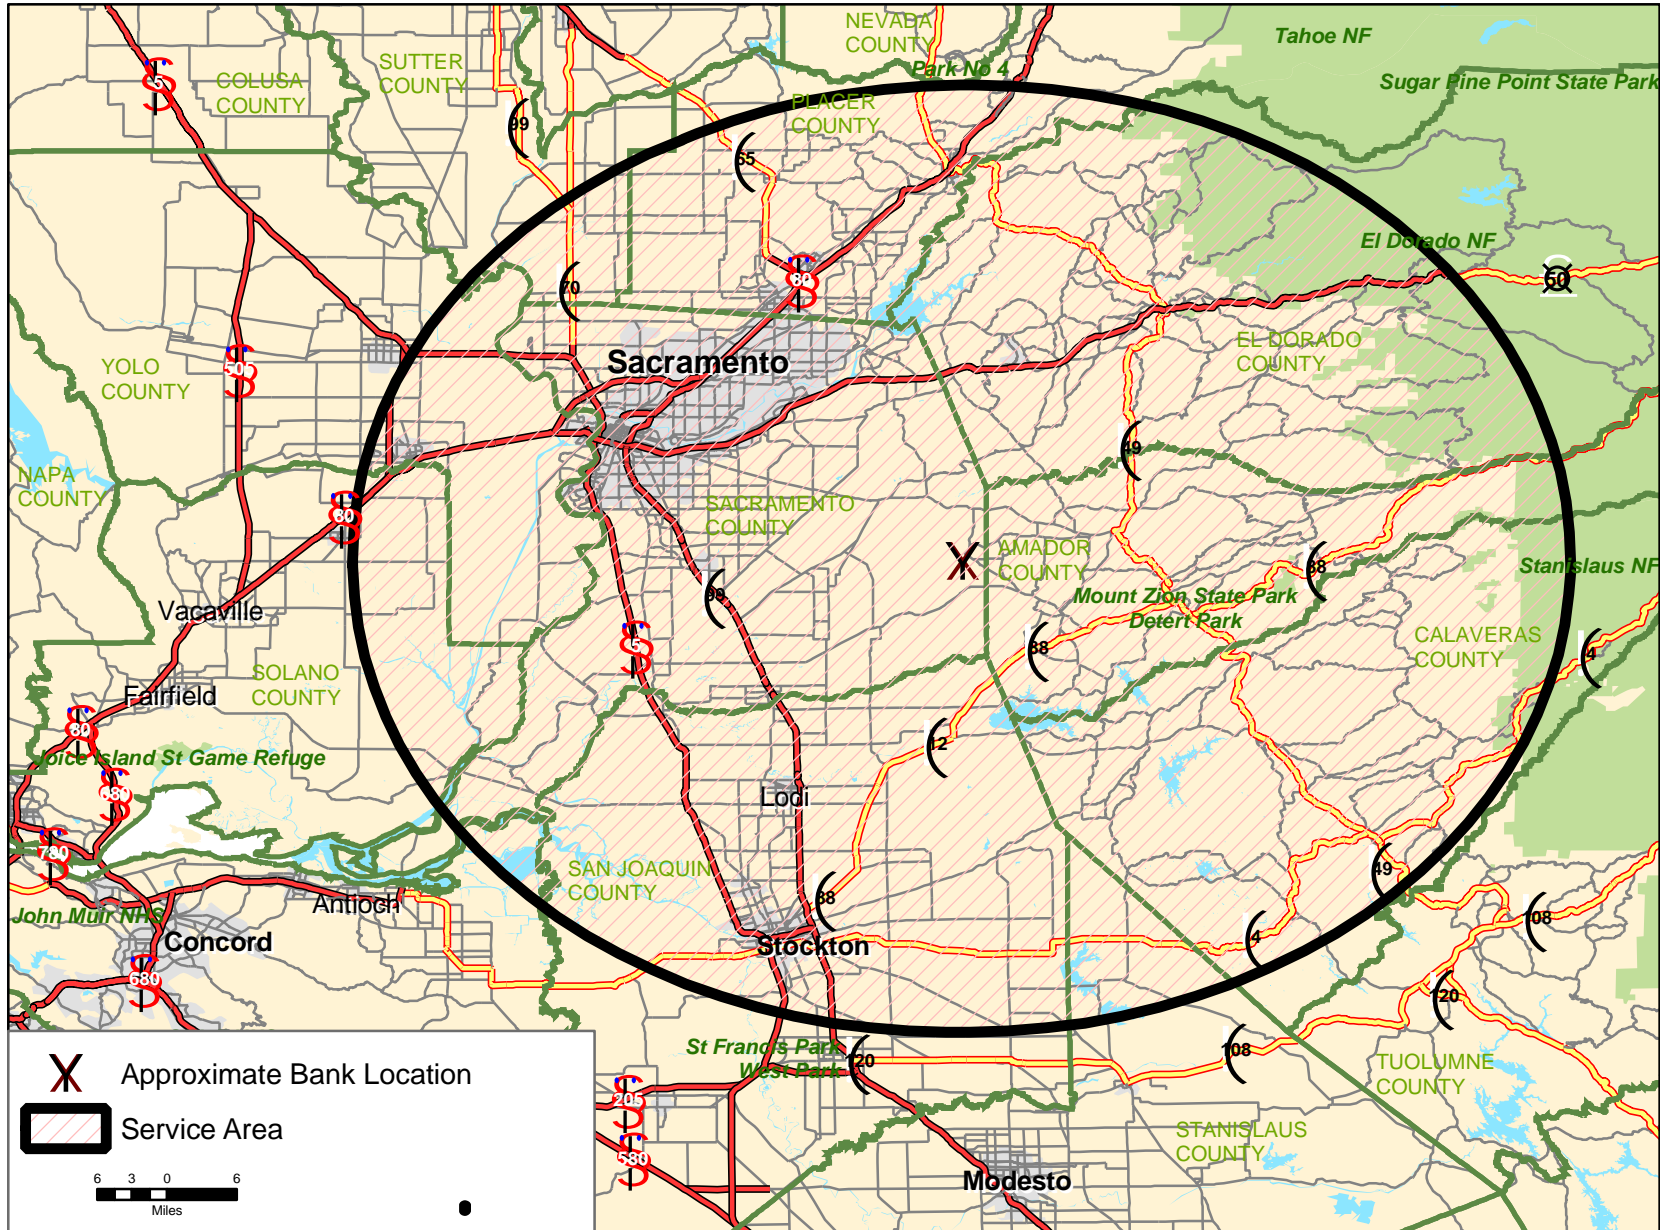 NEVADA
COUNTY
Tahoe NF
SUTTER
COUNTY
COLUSA
COUNTY
5
Park No 4
Sugar Pine Point State Park
PLACER
COUNTY
99
65
El Dorado NF
50
70
80
EL DORADO
COUNTY
YOLO
COUNTY
505
Sacramento
49
NAPA
COUNTY
80
SACRAMENTO
COUNTY
AMADOR
COUNTY
88
Stanislaus NF
99
Mount Zion State Park
Detert Park
Vacaville
5
88
CALAVERAS
COUNTY
4
SOLANO
COUNTY
Fairfield
80
12
Joice Island St Game Refuge
680
Lodi
780
SAN JOAQUIN
COUNTY
49
88
Antioch
John Muir NHS
108
Concord
Stockton
4
680
120
St Francis Park
West Park
120
108
TUOLUMNE
COUNTY
205
STANISLAUS
COUNTY
580
Modesto
Approximate Bank Location
Service Area
6 3 0 6
Miles